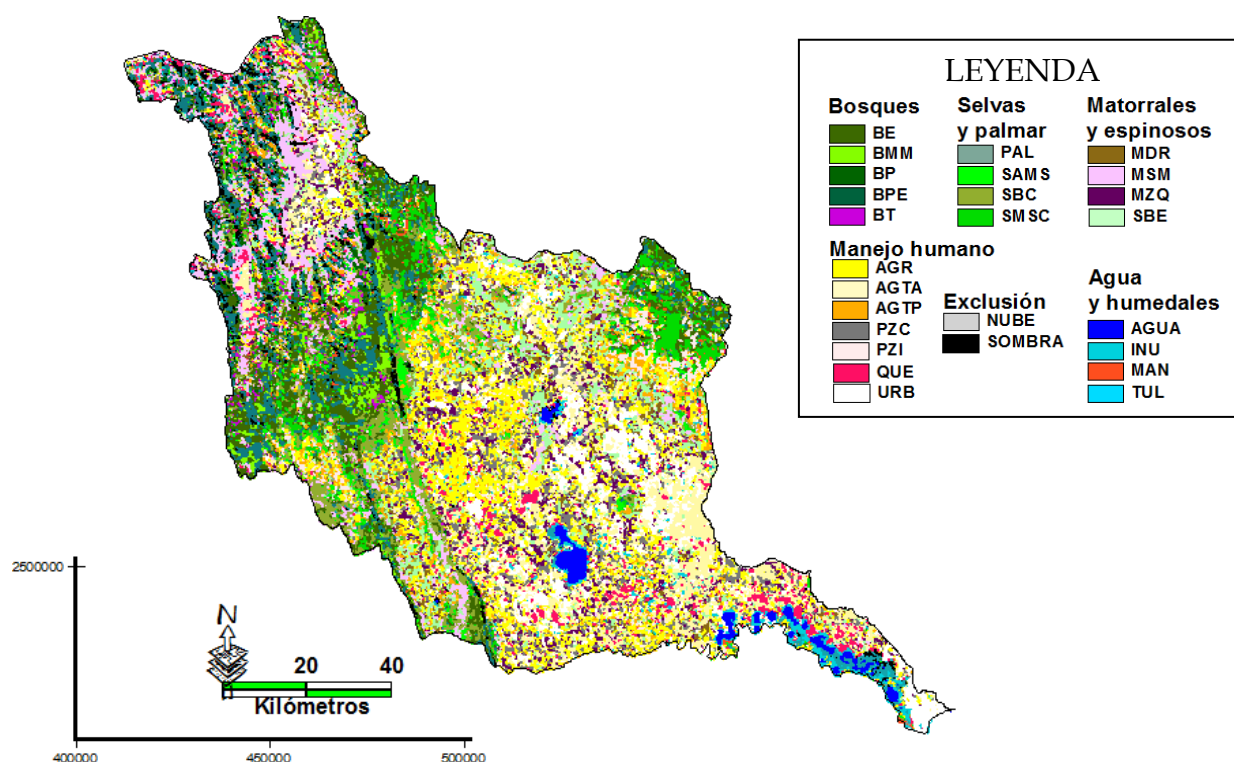 LEYENDA
Bosques
BE
BMM
BP
BPE
BT
Selvas
y palmar
PAL
SAMS
SBC
SMSC
Matorrales
y espinosos
MDR
MSM
MZQ
SBE
Manejo humano
AGR
AGTA
AGTP
PZC
PZI
QUE
URB
Exclusión
NUBE
SOMBRA
Agua
y humedales
AGUA
INU
MAN
TUL
2500000
N
20 40
Kilómetros
400000 450000 500000